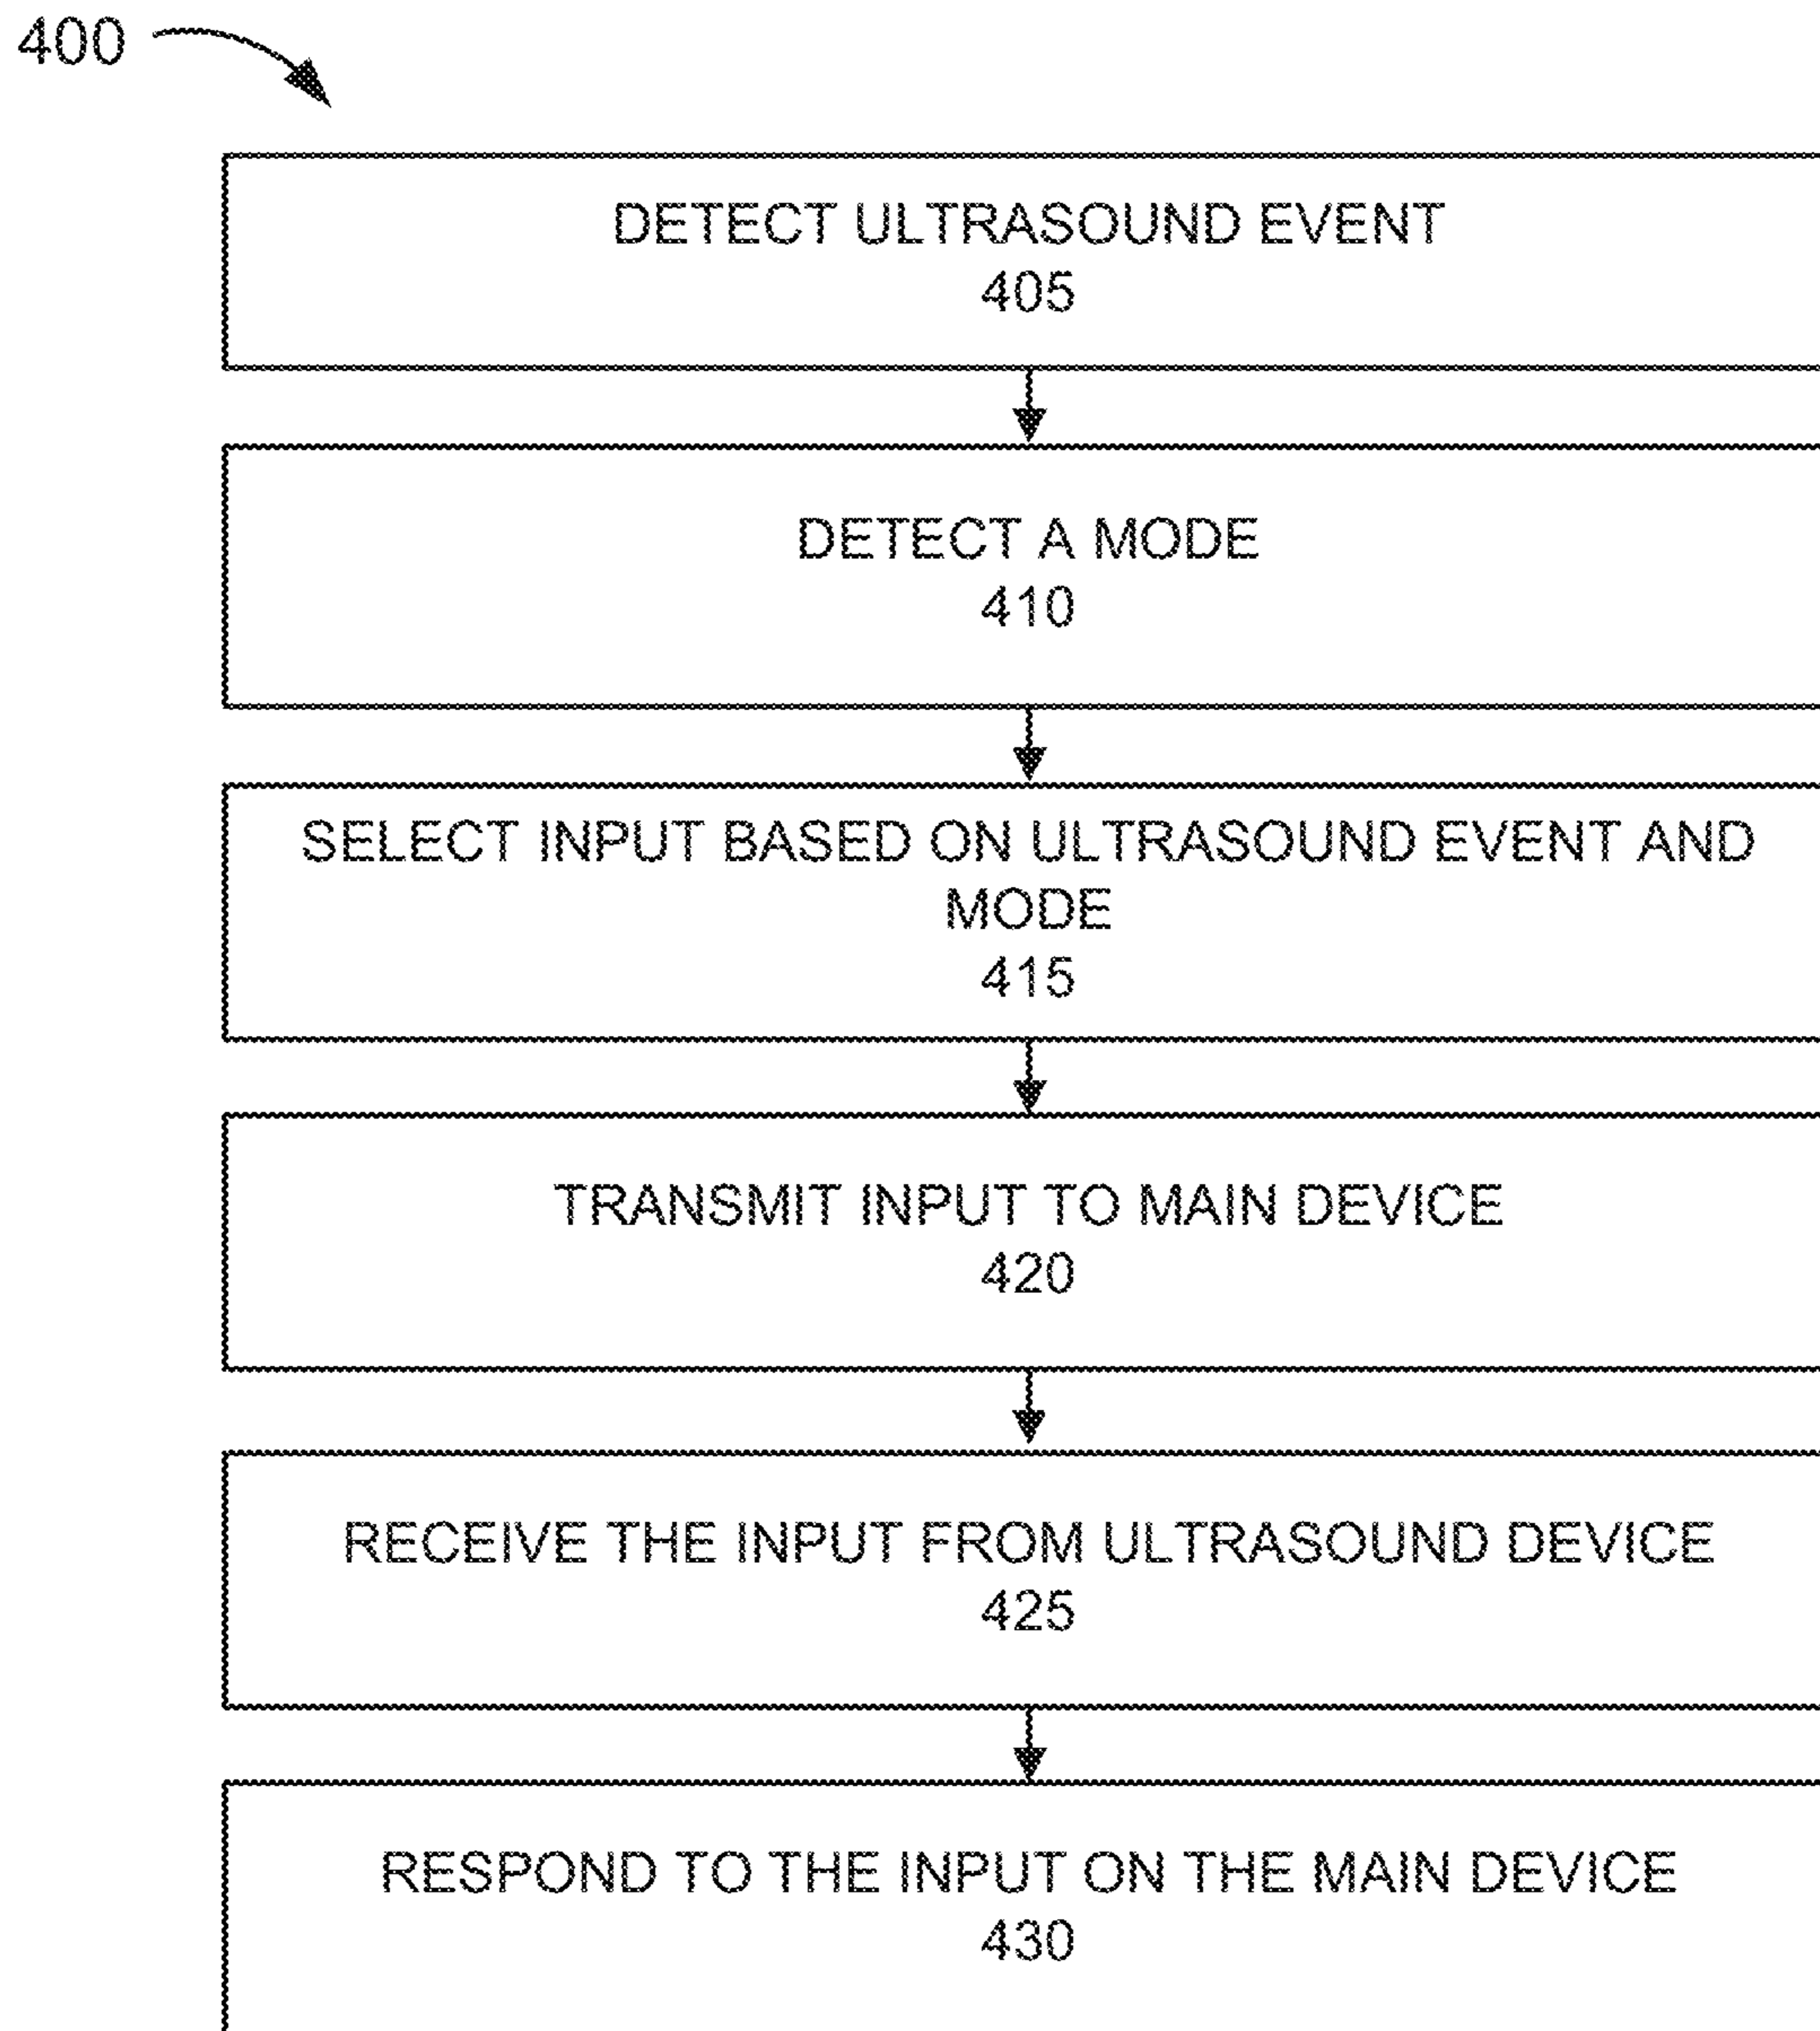 400
DETECT ULTRASOUND EVENT
405
DETECT A MODE
410
SELECT INPUT BASED ON ULTRASOUND EVENT AND
MODE
415
TRANSMIT INPUT TO MAIN DEVICE
420
RECEIVE THE INPUT FROM ULTRASOUND DEVICE
425
RESPOND TO THE INPUT ON THE MAIN DEVICE
430